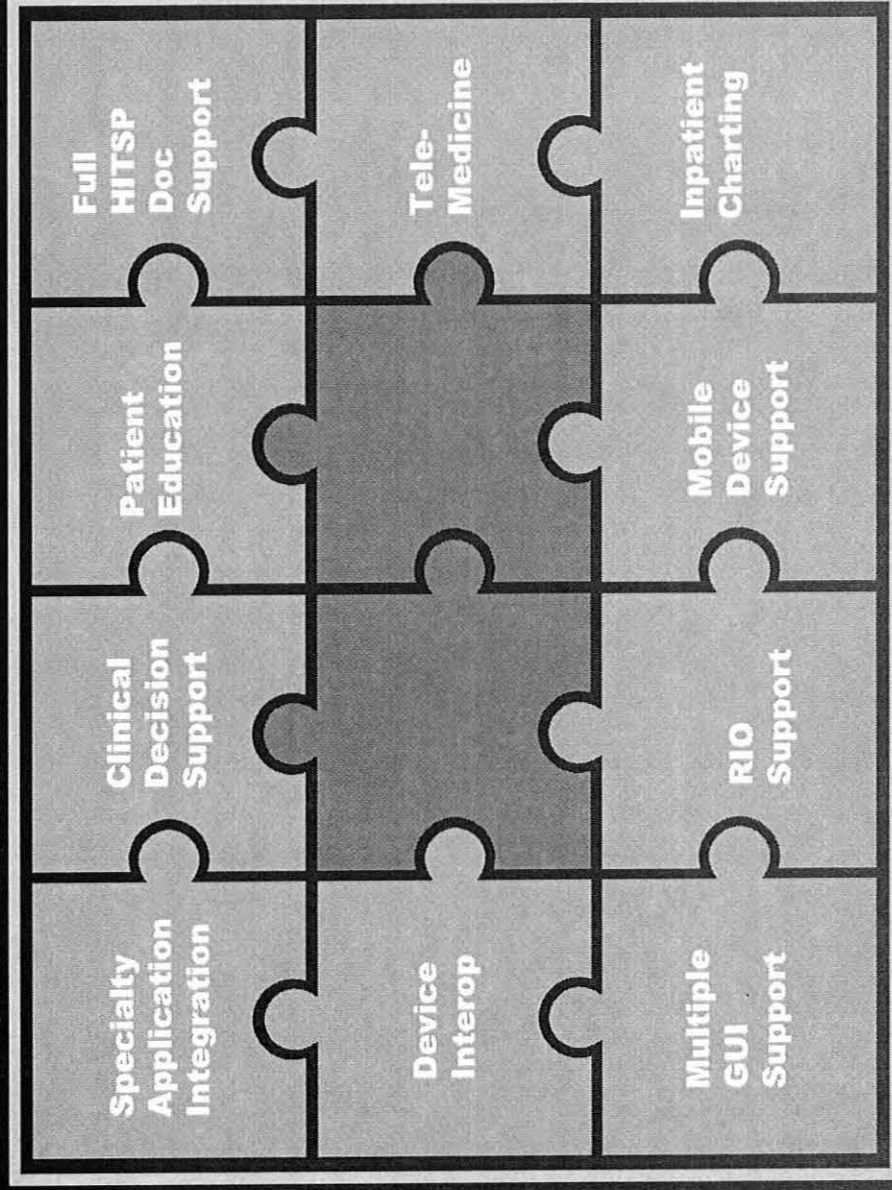 Specialty
Application
Integration
Clinical
Decision
Support
Patient
Education
Full
HITSP
Doc
Support
Device
Interop
Tele-
Medicine
Multiple
GUI
Support
RIO
Support
Mobile
Device
Support
Inpatient
Charting